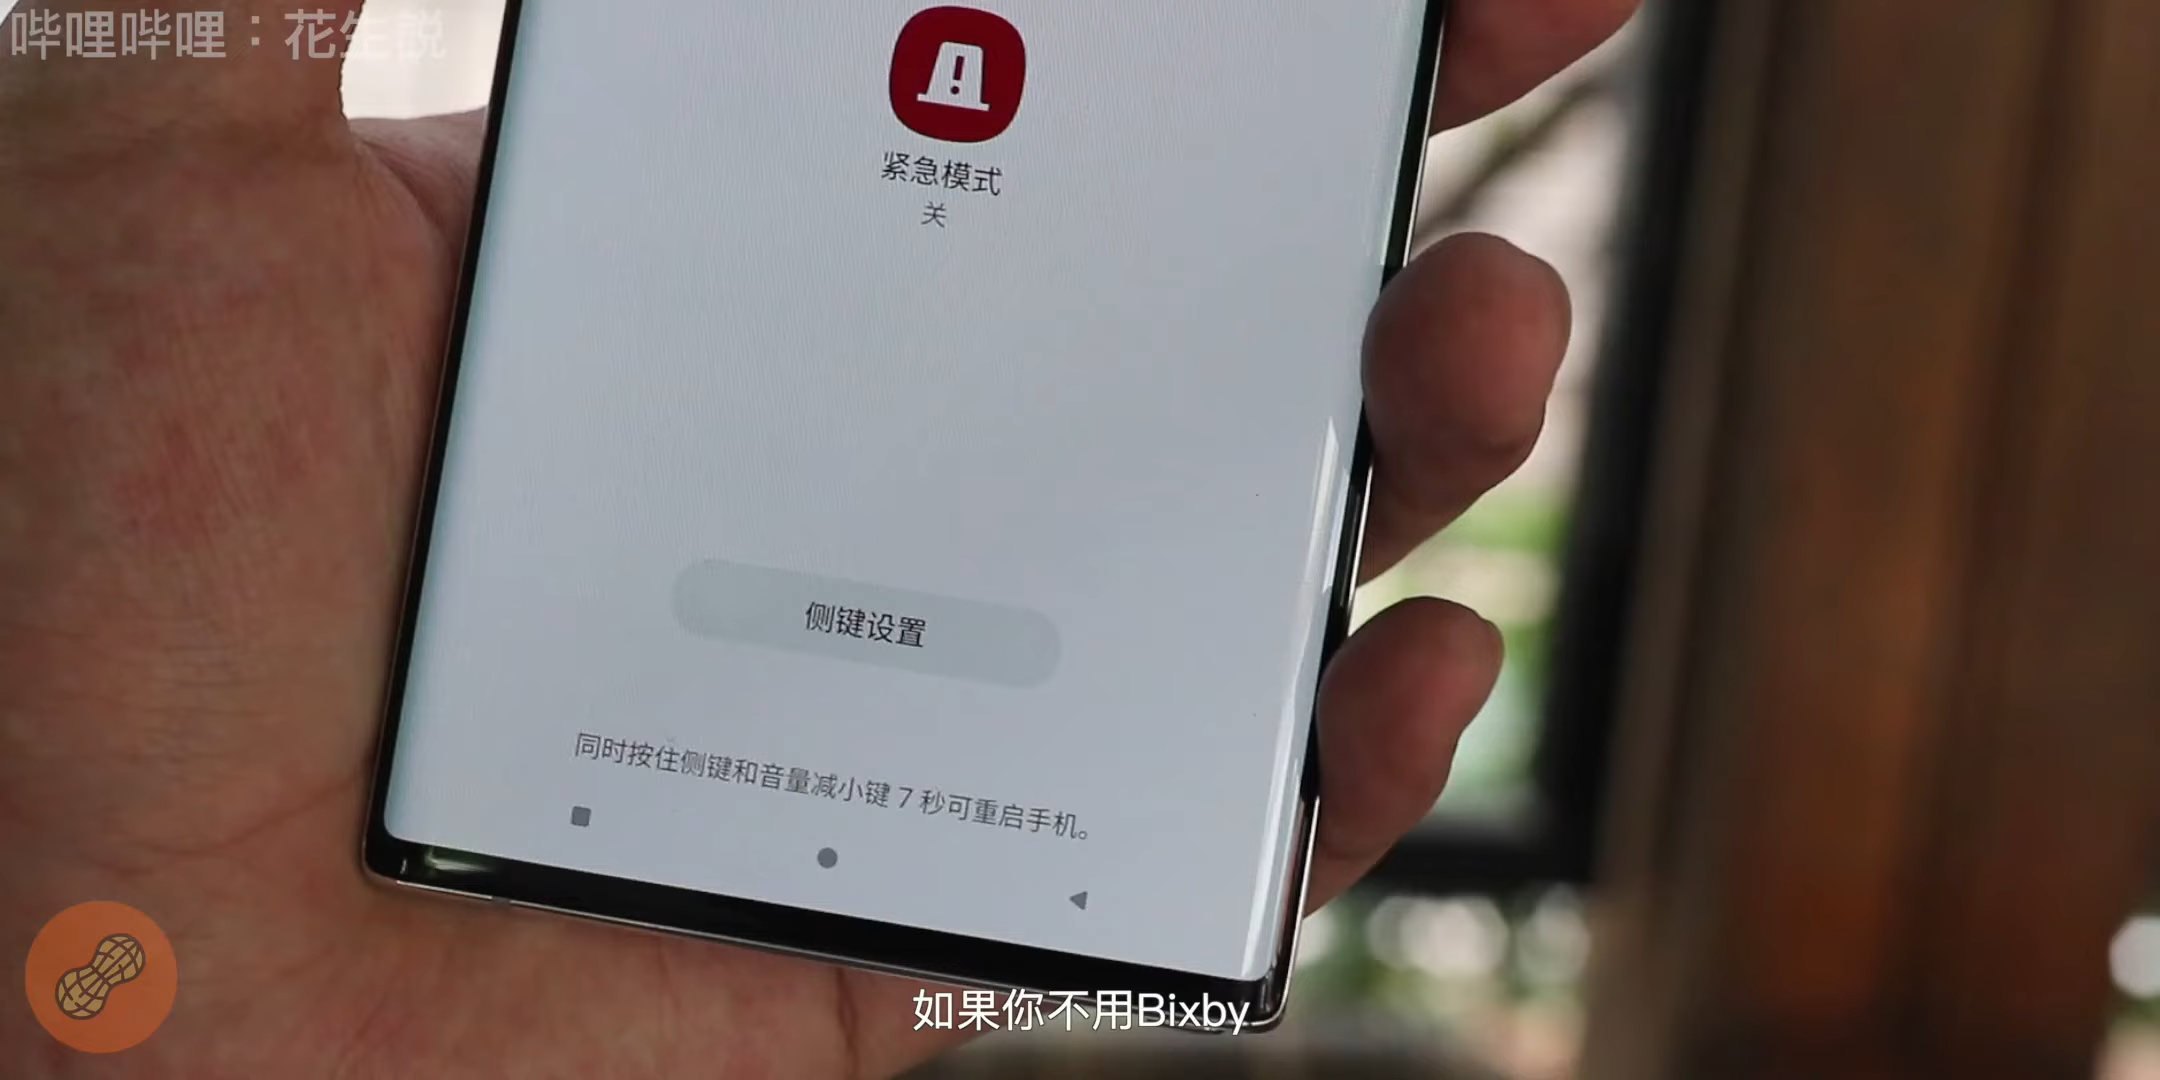 哔哩哔哩：花生説
紧急模式
关
侧键设置
同时按住侧键和音量减小键 7 秒可重启手机。
如果你不用Bixby